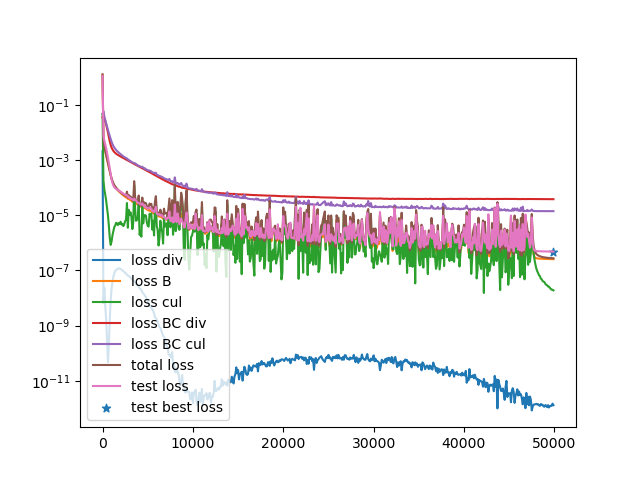 10⁻¹
10⁻³
10⁻⁵
10⁻⁷
10⁻⁹
10⁻¹¹
loss div
loss B
loss cul
loss BC div
loss BC cul
total loss
test loss
test best loss
0 10000 20000 30000 40000 50000